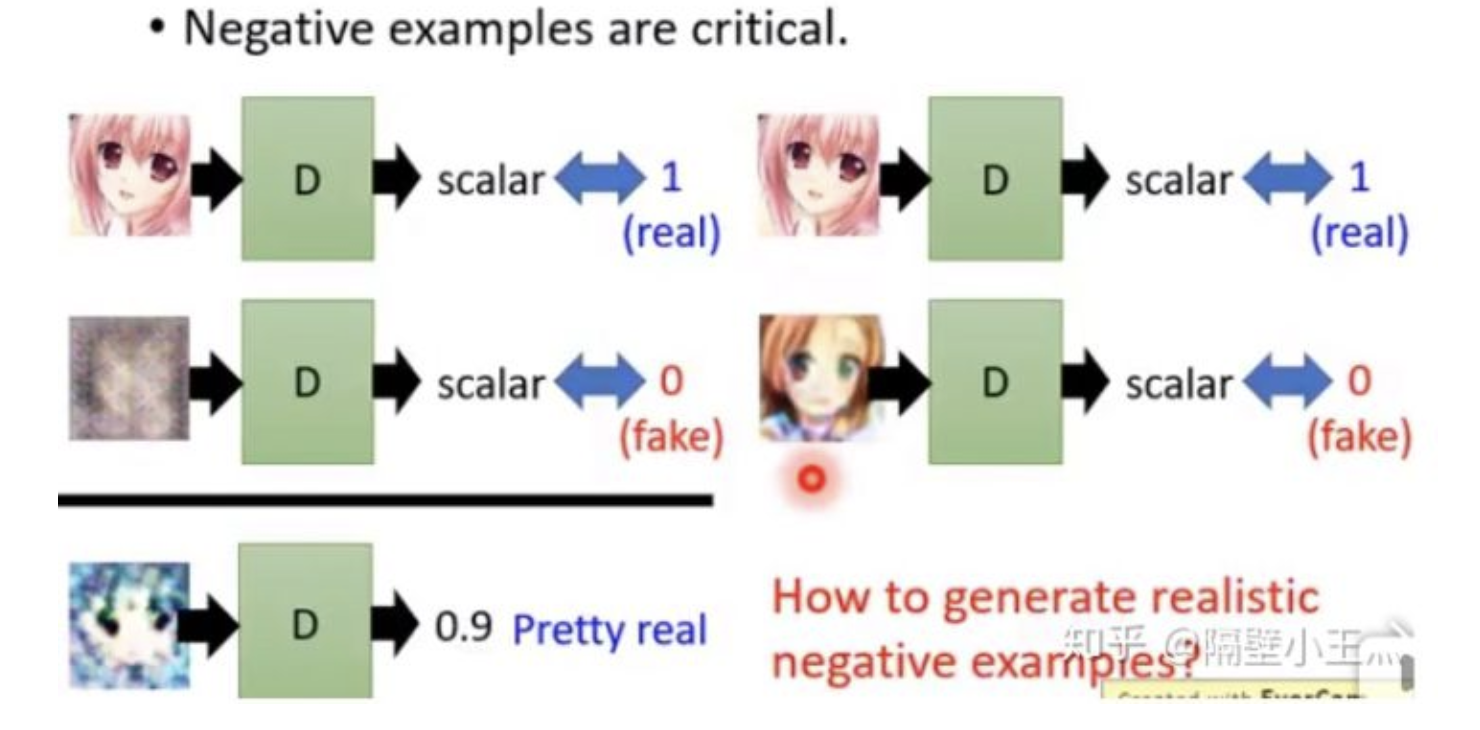 • Negative examples are critical.
D
scalar
1
(real)
D
scalar
1
(real)
D
scalar
0
(fake)
D
scalar
0
(fake)
D
0.9 Pretty real
How to generate realistic
negative examples?
知乎 @隔壁小王
Created with EverCam